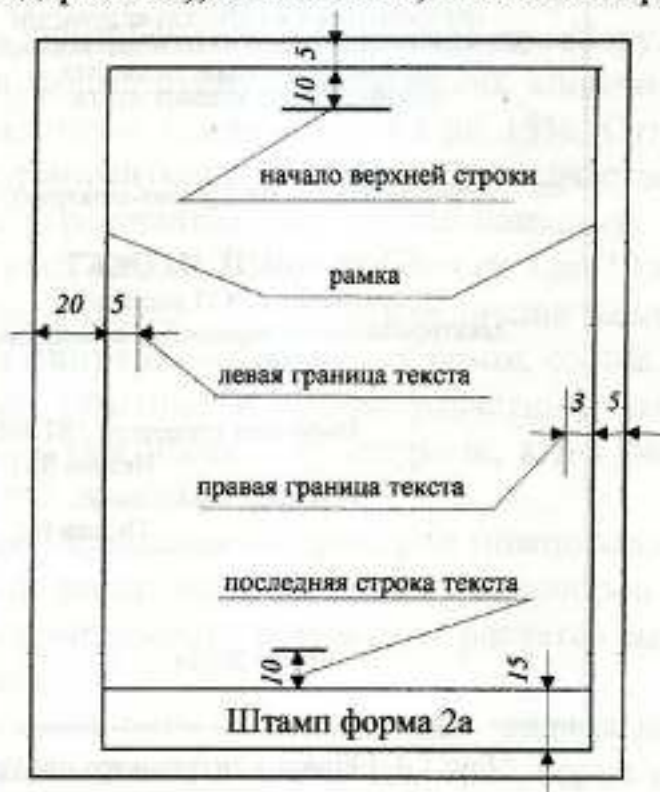 5
10
начало верхней строки
рамка
20 5
левая граница текста
3 5
правая граница текста
последняя строка текста
10
15
Штамп форма 2а